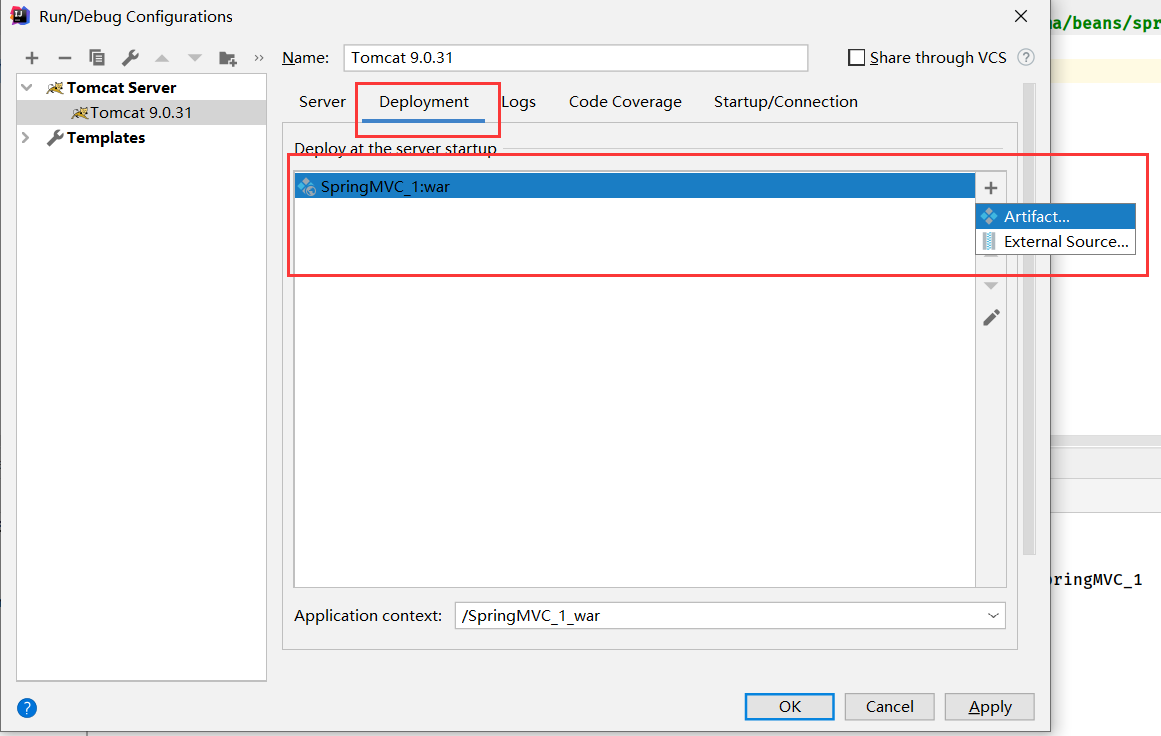 Run/Debug Configurations
ma/beans/spr
Name: Tomcat 9.0.31
Share through VCS ?
Tomcat Server
Tomcat 9.0.31
Templates
Server Deployment Logs Code Coverage Startup/Connection
Deploy at the server startup
SpringMVC_1:war
Artifact...
External Source...
pringMVC_1
Application context: /SpringMVC_1_war
?
OK Cancel Apply